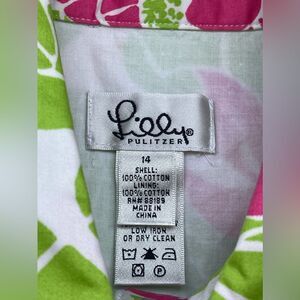 Lilly®
PULITZER
14
SHELL:
100% COTTON
LINING:
100% COTTON
RN# 88189
MADE IN
CHINA
LOW IRON
OR DRY CLEAN